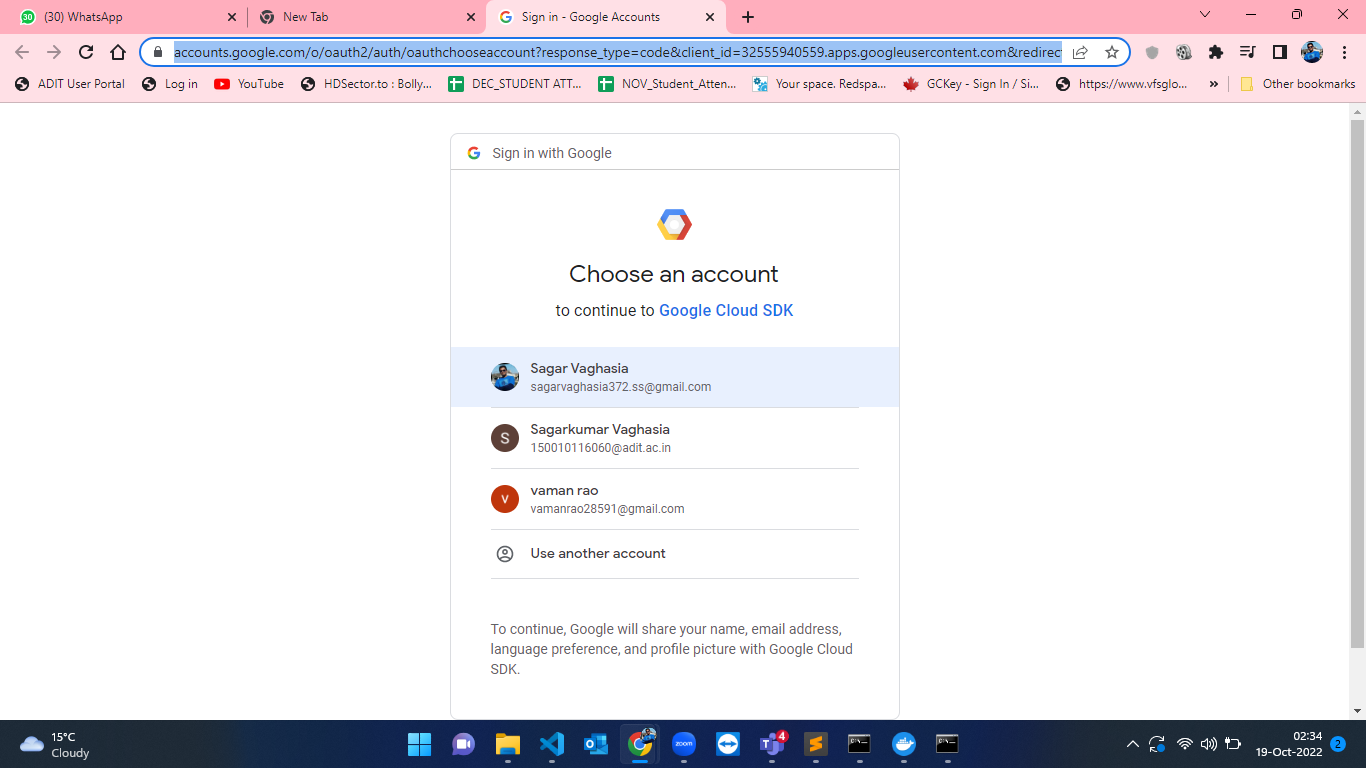 (30) WhatsApp
New Tab
Sign in - Google Accounts
accounts.google.com/o/oauth2/auth/oauthchooseaccount?response_type=code&client_id=32555940559.apps.googleusercontent.com&redirec
ADIT User Portal
Log in
YouTube
HDSector.to : Bolly...
DEC_STUDENT ATT...
NOV_Student_Atten...
Your space. Redspa...
GCKey - Sign In / Si...
https://www.vfsglo...
»
Other bookmarks
Sign in with Google
Choose an account
to continue to Google Cloud SDK
Sagar Vaghasia
sagarvaghasia372.ss@gmail.com
S
Sagarkumar Vaghasia
150010116060@adit.ac.in
v
vaman rao
vamanrao28591@gmail.com
Use another account
To continue, Google will share your name, email address,
language preference, and profile picture with Google Cloud
SDK.
15°C
Cloudy
zoom
4
02:34
19-Oct-2022
2